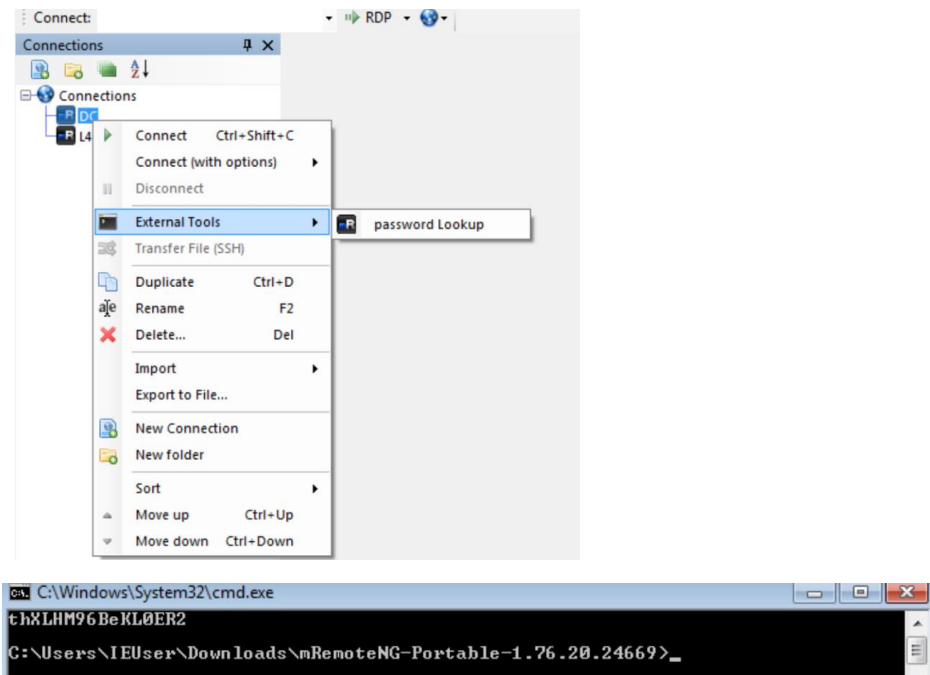 Connect:
RDP
Connections
Connections
DC
L4
Connect Ctrl+Shift+C
Connect (with options)
Disconnect
External Tools
password Lookup
Transfer File (SSH)
Duplicate Ctrl+D
Rename F2
Delete... Del
Import
Export to File...
New Connection
New folder
Sort
Move up Ctrl+Up
Move down Ctrl+Down
C:\Windows\System32\cmd.exe
thXLHM96BeKL0ER2
C:\Users\IEUser\Downloads\mRemoteNG-Portable-1.76.20.24669>_